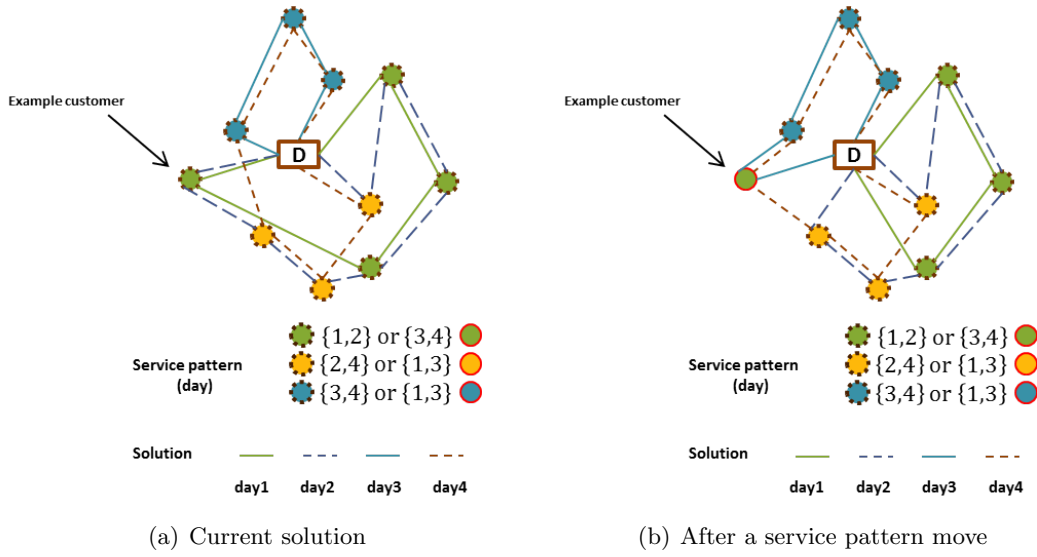 Example customer
D
{1,2} or {3,4}
Service pattern
(day)
{2,4} or {1,3}
{3,4} or {1,3}
Solution
day1 day2 day3 day4
(a) Current solution
Example customer
D
{1,2} or {3,4}
Service pattern
(day)
{2,4} or {1,3}
{3,4} or {1,3}
Solution
day1 day2 day3 day4
(b) After a service pattern move